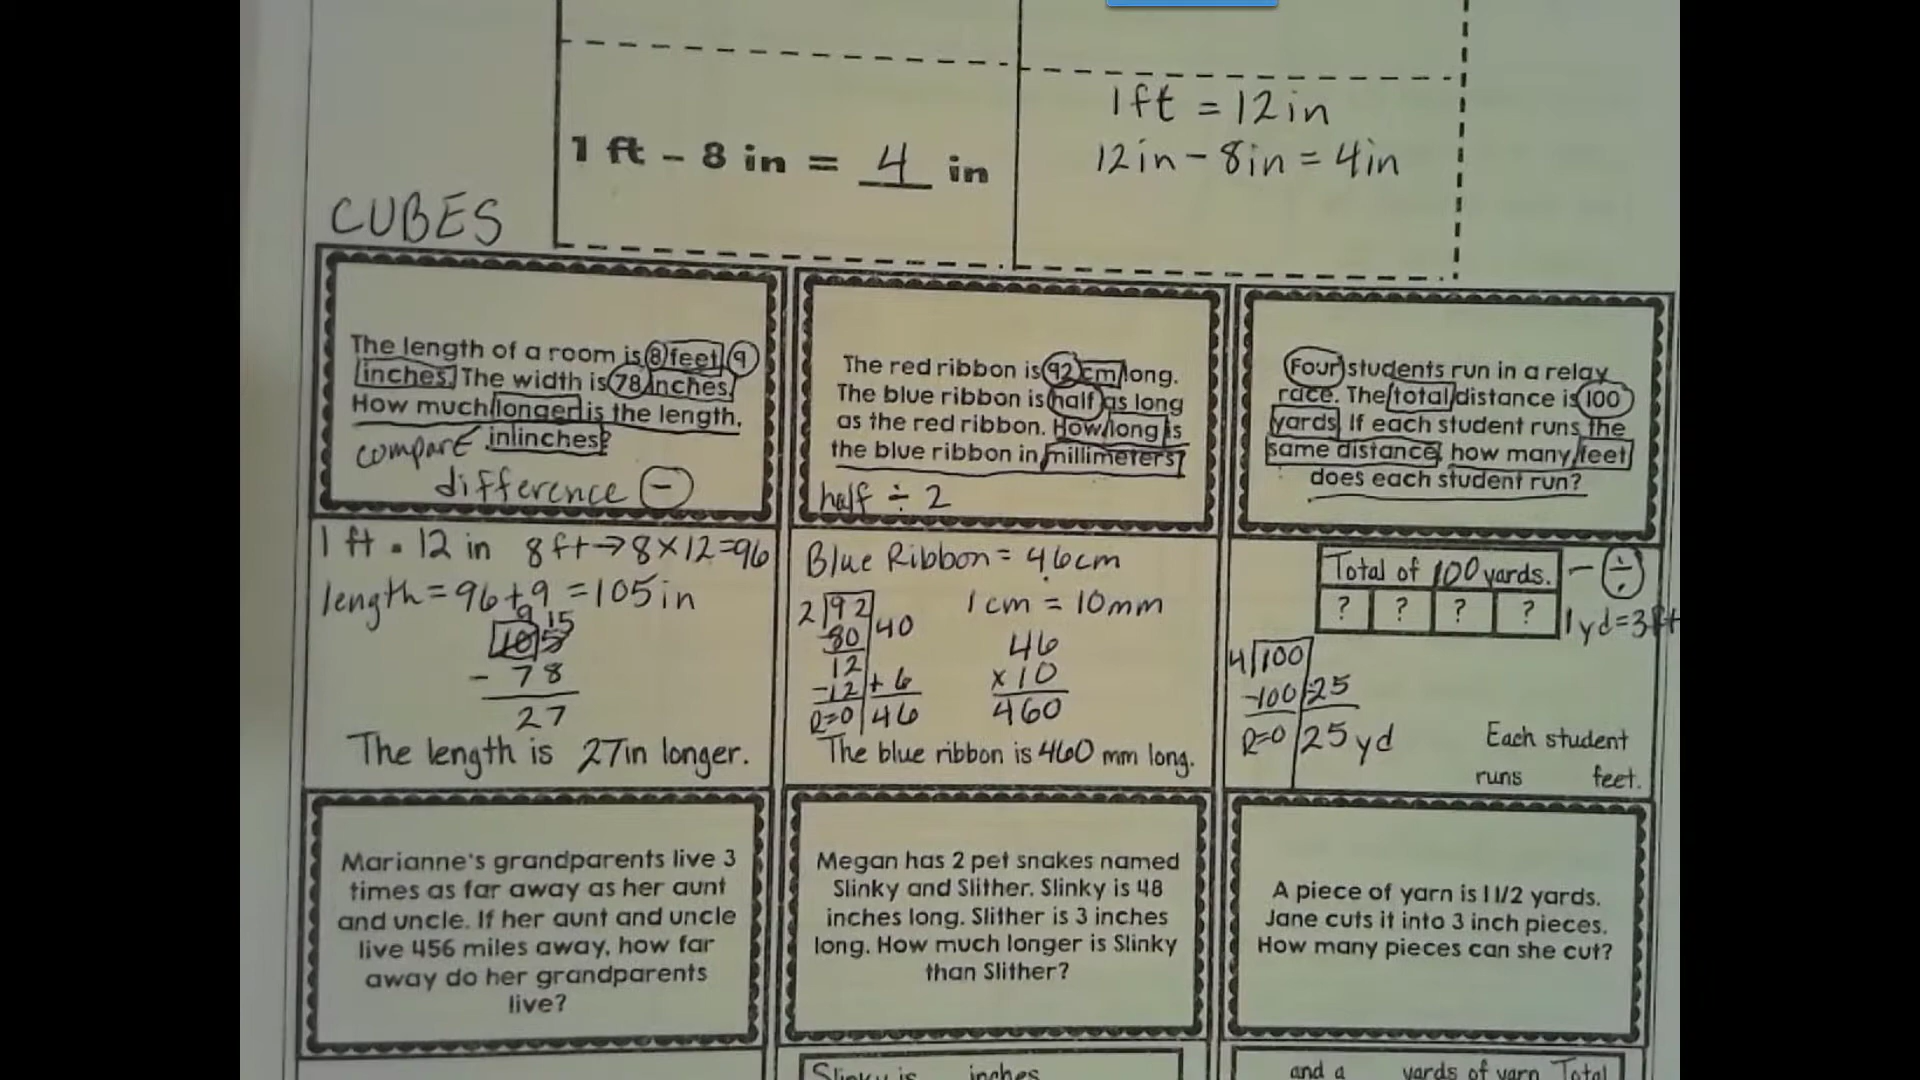 1 ft - 8 in = 4 in
1ft = 12in
12in - 8in = 4in
CUBES
The length of a room is 8 feet 9
inches. The width is 78 inches.
How much longer is the length,
in inches?
compare
difference -
1 ft = 12 in 8ft → 8 × 12 = 96
length = 96 + 9 = 105 in
9 15
105
- 78
27
The length is 27in longer.
The red ribbon is 92 cm long.
The blue ribbon is half as long
as the red ribbon. How long is
the blue ribbon in millimeters?
half ÷ 2
Blue Ribbon = 46cm
2 92
80 40
12
-12 + 6
R=0 46
1 cm = 10mm
46
x 10
460
The blue ribbon is 460 mm long.
Four students run in a relay
race. The total distance is 100
yards. If each student runs the
same distance, how many feet
does each student run?
Total of 100 yards. - ÷
? ? ? ?
1 yd = 3ft
4 100
-100 25
R=0 25 yd
Each student
runs feet.
Marianne's grandparents live 3
times as far away as her aunt
and uncle. If her aunt and uncle
live 456 miles away, how far
away do her grandparents
live?
Megan has 2 pet snakes named
Slinky and Slither. Slinky is 48
inches long. Slither is 3 inches
long. How much longer is Slinky
than Slither?
A piece of yarn is 1 1/2 yards.
Jane cuts it into 3 inch pieces.
How many pieces can she cut?
Slinky is inches
and a yards of yarn Total